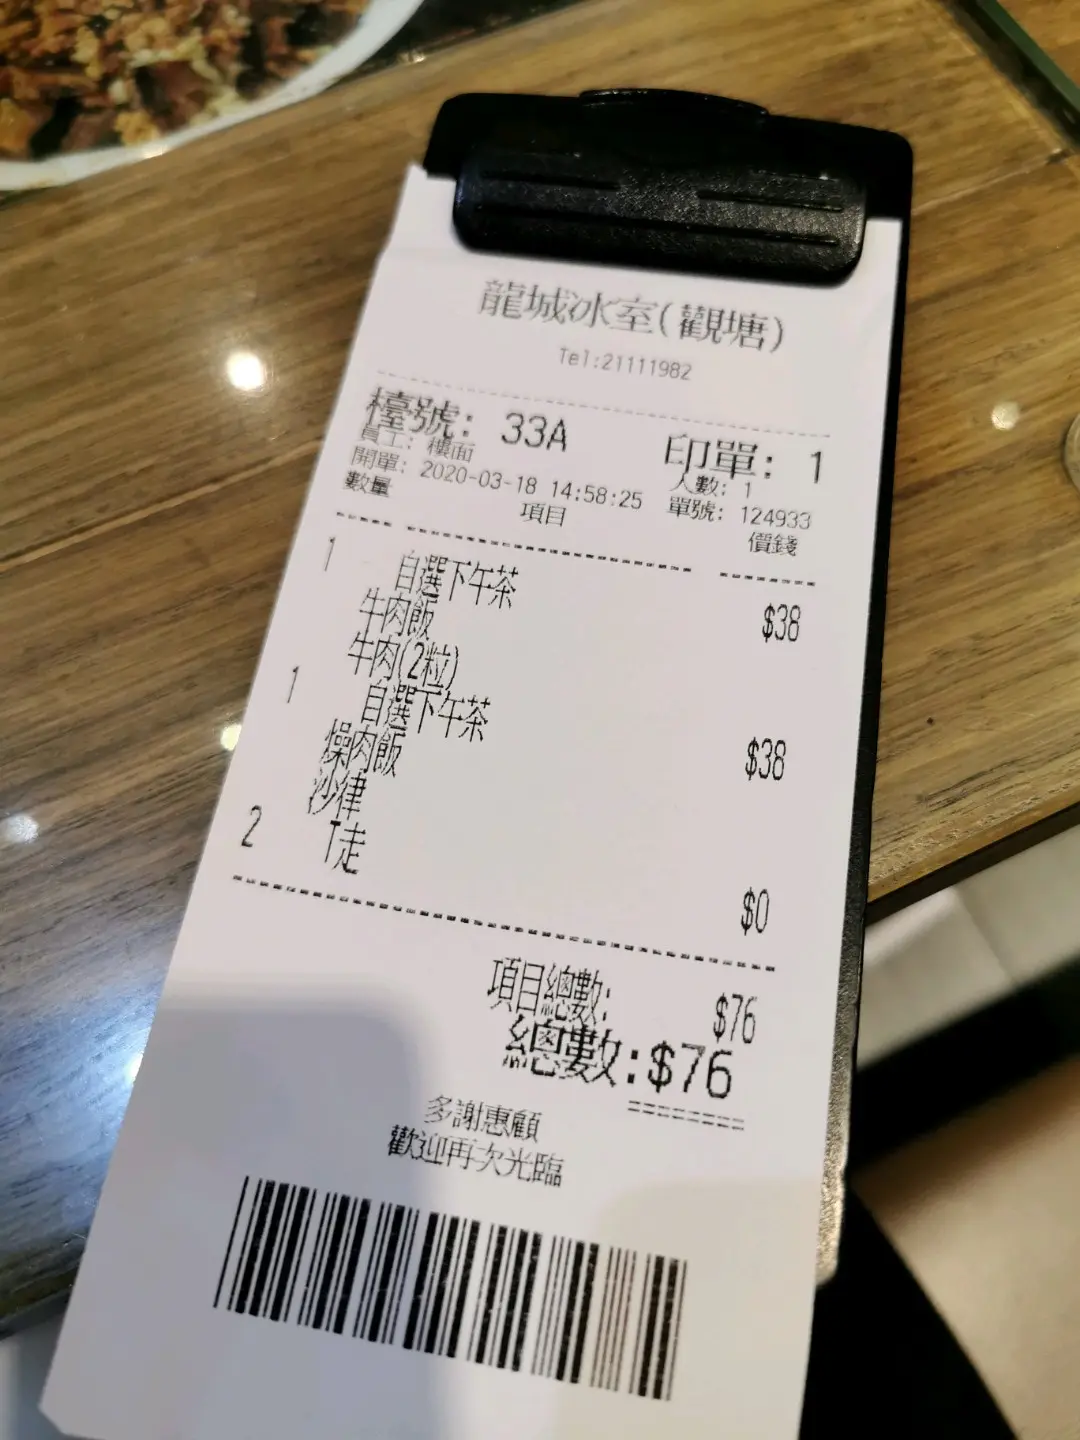 龍城冰室(觀塘)
Tel:21111982
檯號: 33A 印單: 1
員工: 樓面 人數: 1
開單: 2020-03-18 14:58:25 單號: 124933
數量 項目 價錢
1 自選下午茶 $38
牛肉飯
牛肉(2粒)
1 自選下午茶 $38
燥肉飯
沙律
2 T走 $0
項目總數: $76
總數:$76
多謝惠顧
歡迎再次光臨